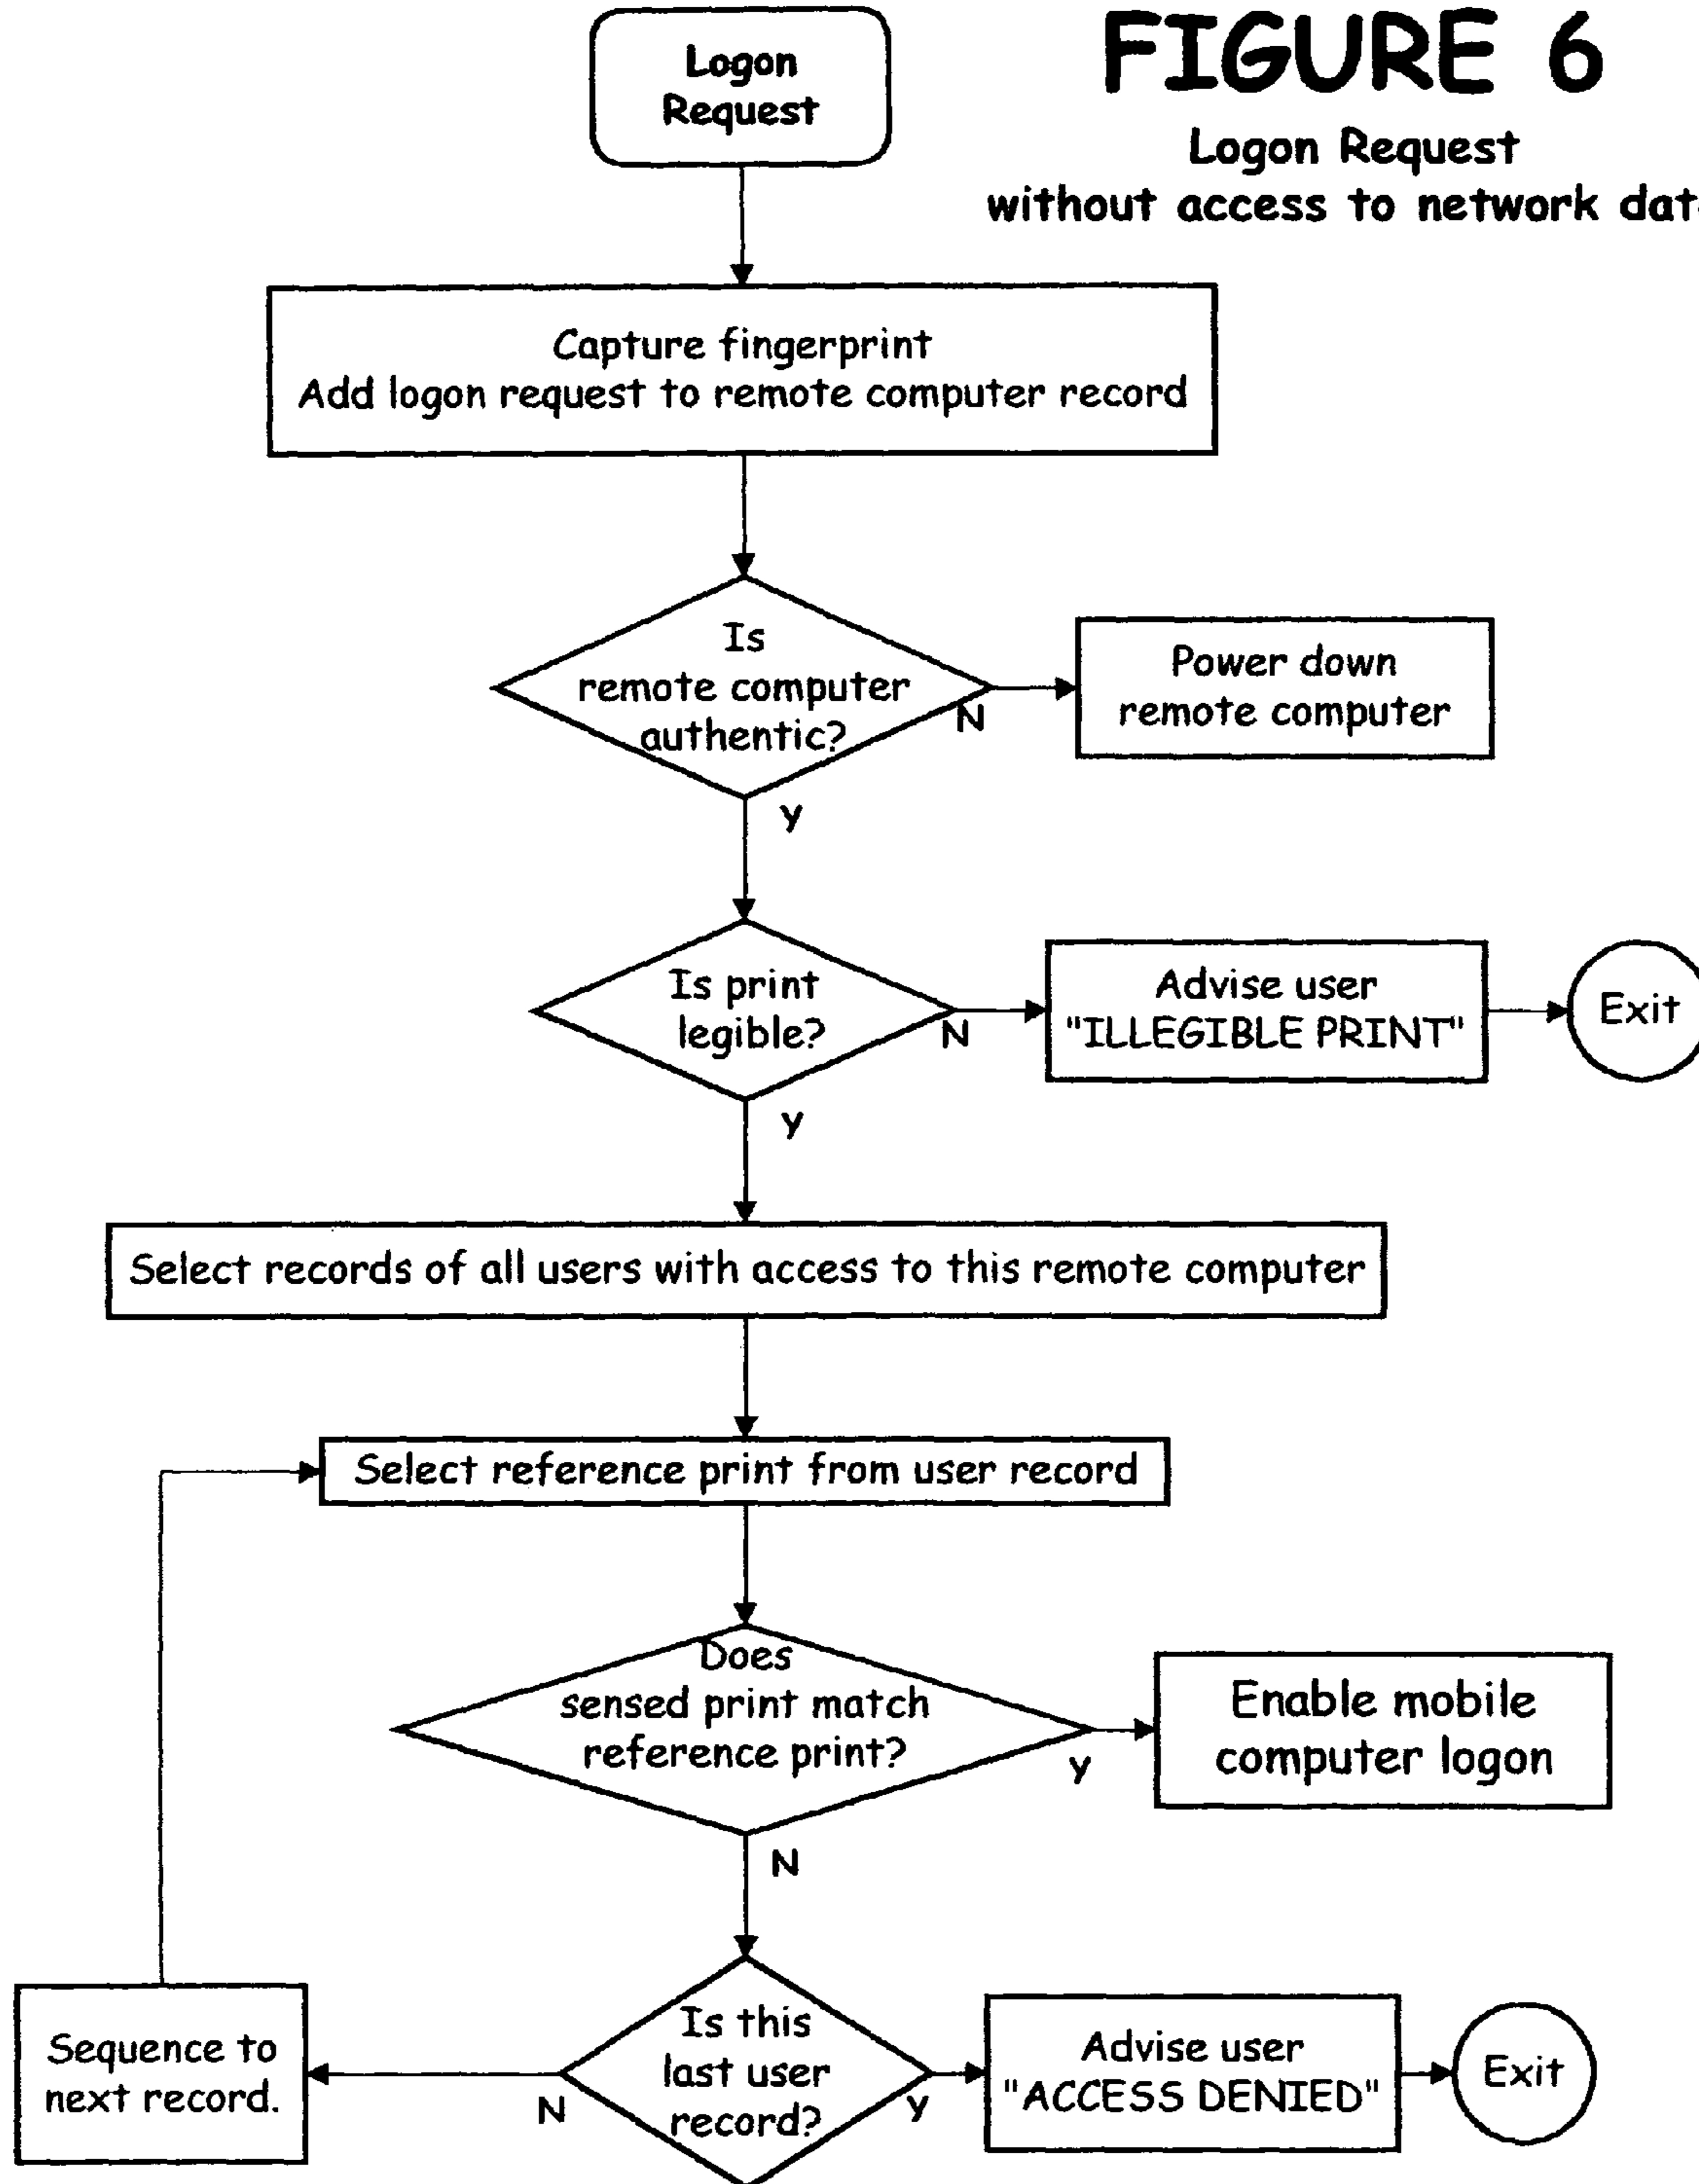 FIGURE 6
Logon Request
without access to network
Logon
Request
Capture fingerprint
Add logon request to remote computer record
Is
remote computer
authentic?
N
Power down
remote computer
Y
Is print
legible?
N
Advise user
"ILLEGIBLE PRINT"
Exit
Y
Select records of all users with access to this remote computer
Select reference print from user record
Does
sensed print match
reference print?
Y
Enable mobile
computer logon
N
Is this
last user
record?
N
Sequence to
next record.
Y
Advise user
"ACCESS DENIED"
Exit